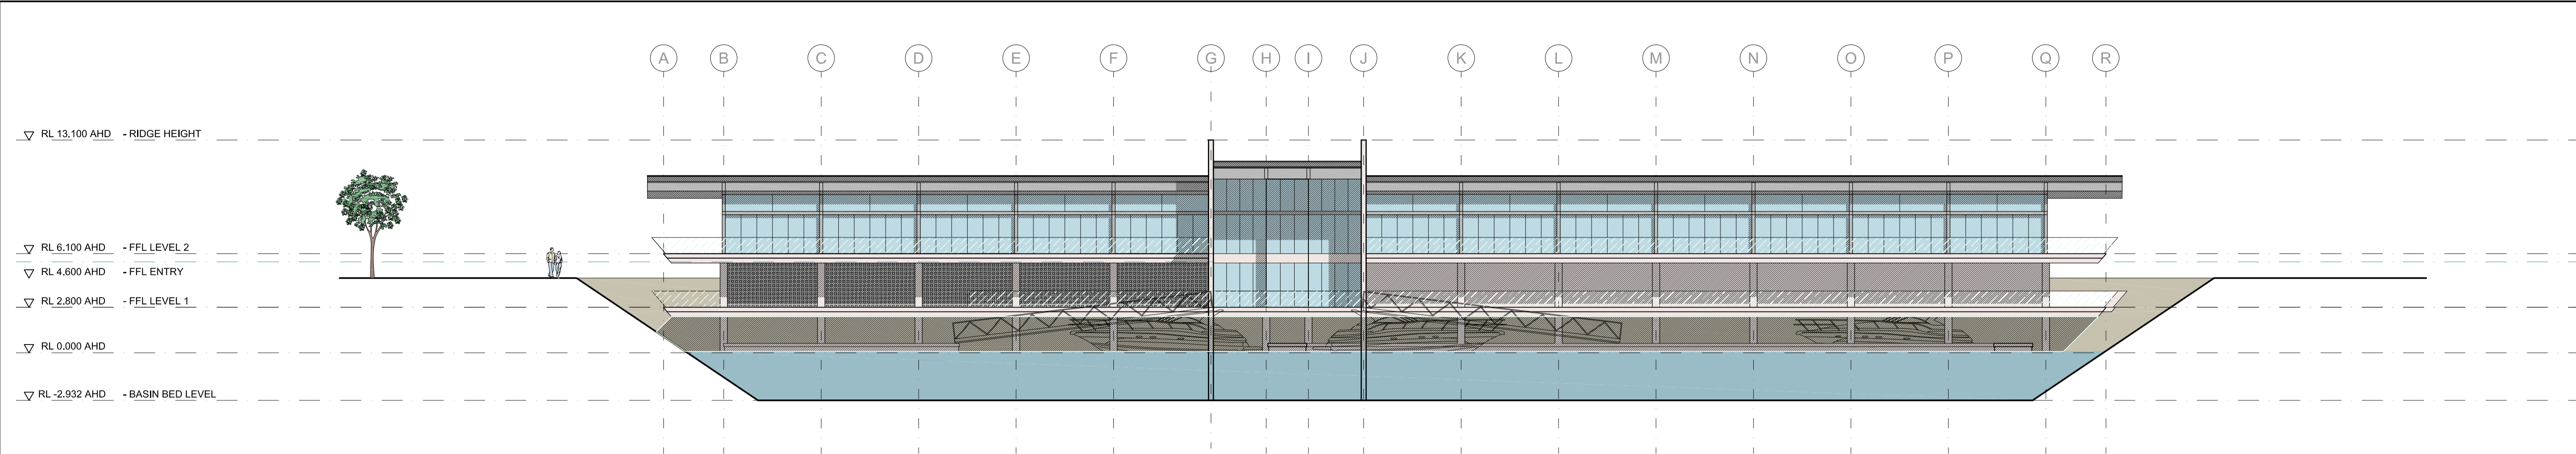 A B C D E F G H I J K L M N O P Q R
RL 13.100 AHD - RIDGE HEIGHT
RL 6.100 AHD - FFL LEVEL 2
RL 4.600 AHD - FFL ENTRY
RL 2.800 AHD - FFL LEVEL 1
RL 0.000 AHD
RL -2.932 AHD - BASIN BED LEVEL